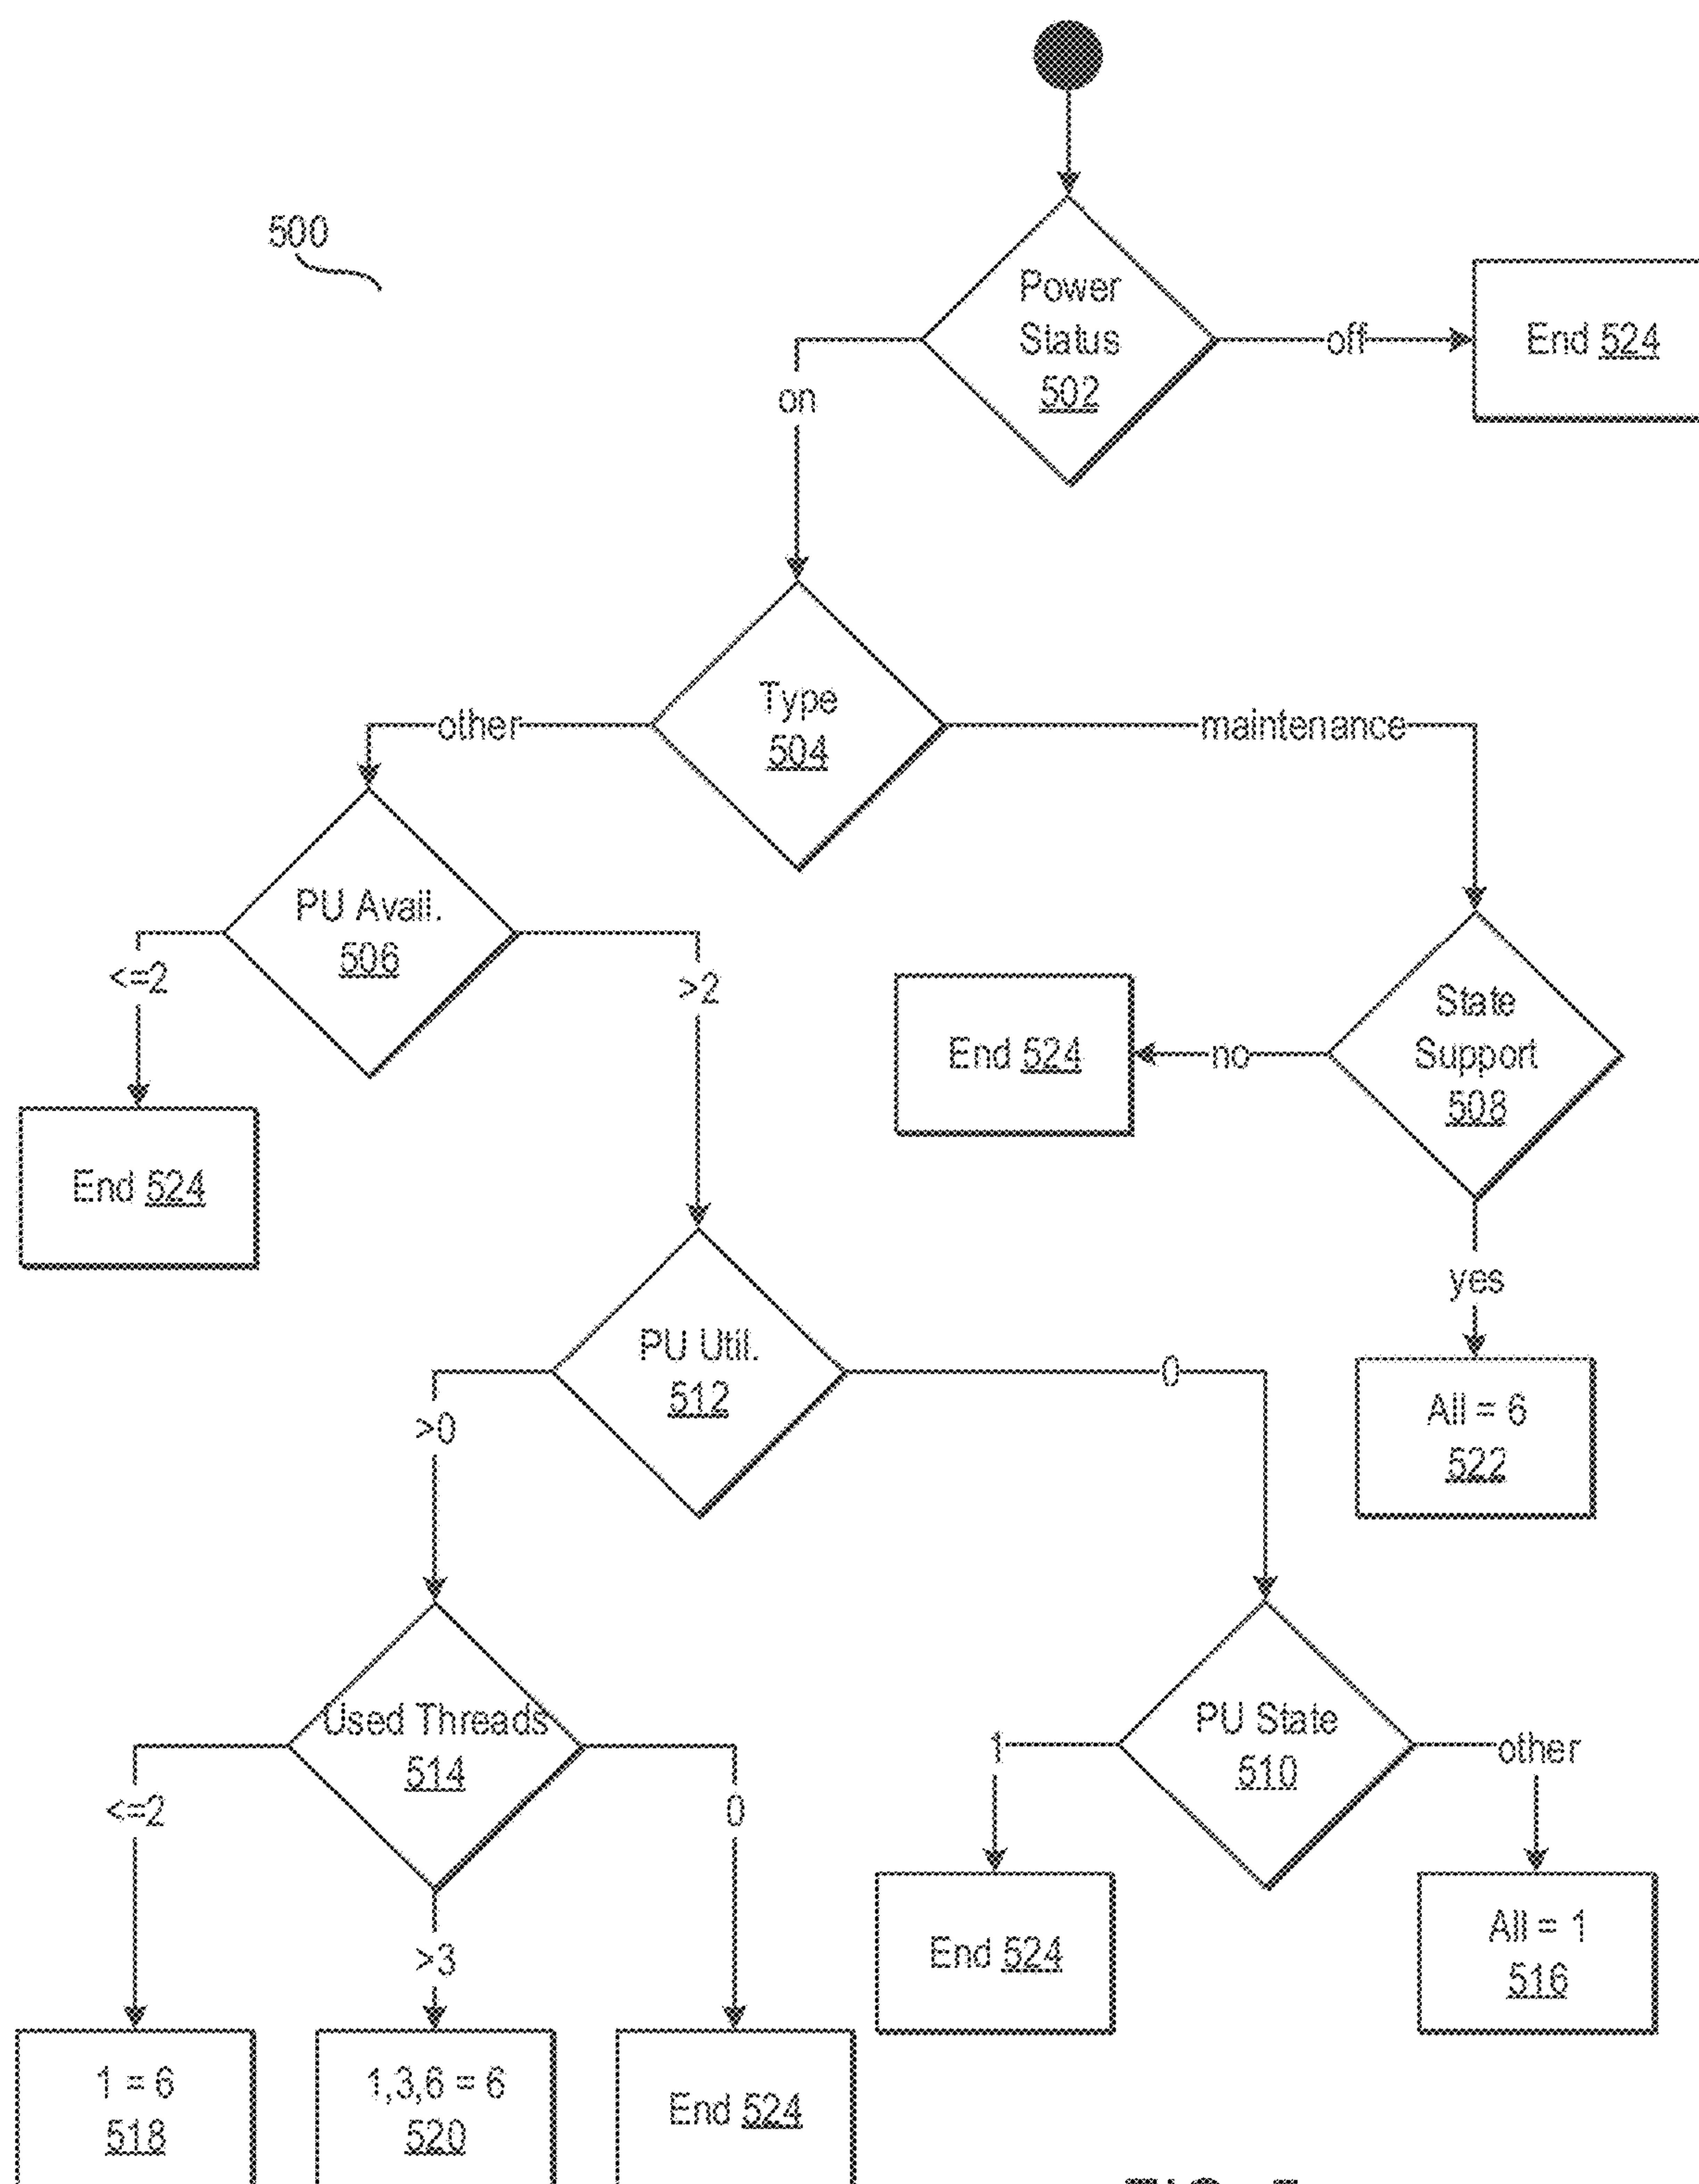 500
Power
Status
502
off
End 524
on
Type
504
other
maintenance
PU Avail.
506
<=2
>2
End 524
State
Support
508
no
End 524
yes
PU Util.
512
>0
0
All = 6
522
Used Threads
514
<=2
>3
0
PU State
510
1
other
End 524
All = 1
516
1 = 6
518
1,3,6 = 6
520
End 524